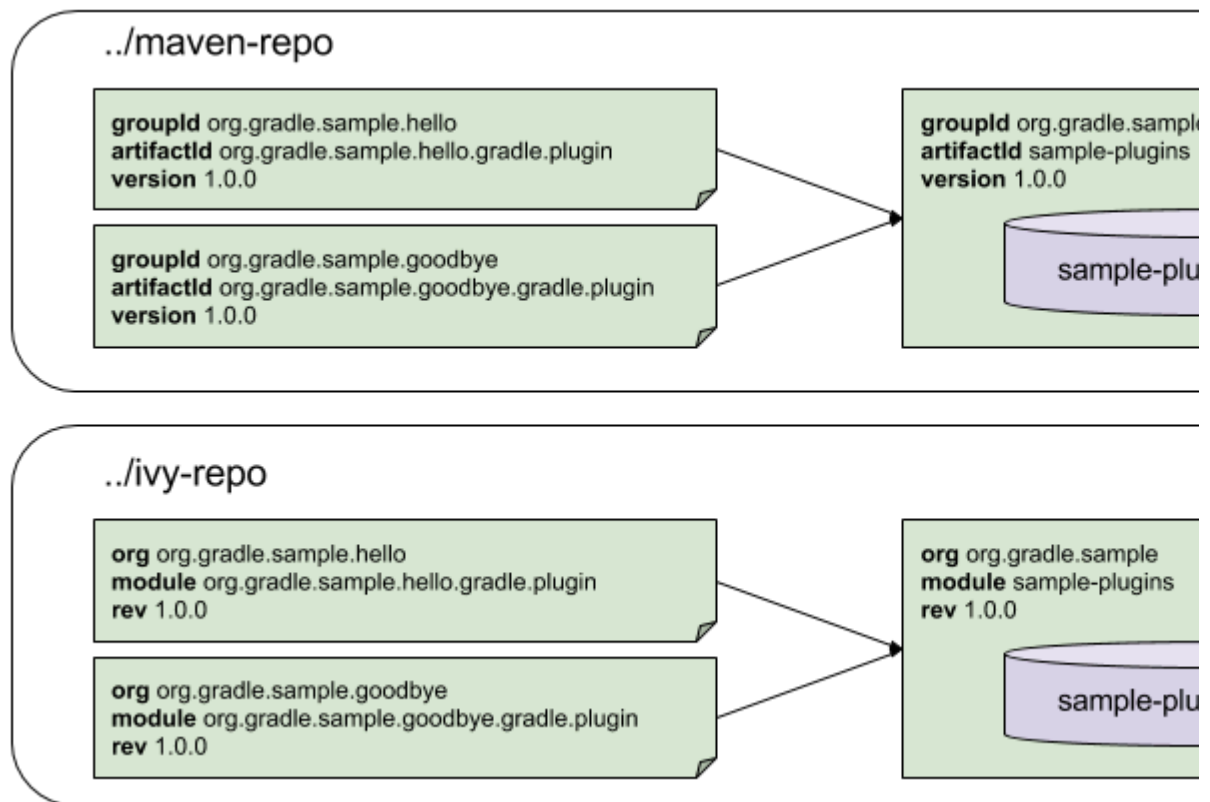 ../maven-repo
groupId org.gradle.sample.hello
artifactId org.gradle.sample.hello.gradle.plugin
version 1.0.0
groupId org.gradle.sample.goodbye
artifactId org.gradle.sample.goodbye.gradle.plugin
version 1.0.0
groupId org.gradle.sample
artifactId sample-plugins
version 1.0.0
sample-plu
../ivy-repo
org org.gradle.sample.hello
module org.gradle.sample.hello.gradle.plugin
rev 1.0.0
org org.gradle.sample.goodbye
module org.gradle.sample.goodbye.gradle.plugin
rev 1.0.0
org org.gradle.sample
module sample-plugins
rev 1.0.0
sample-plu